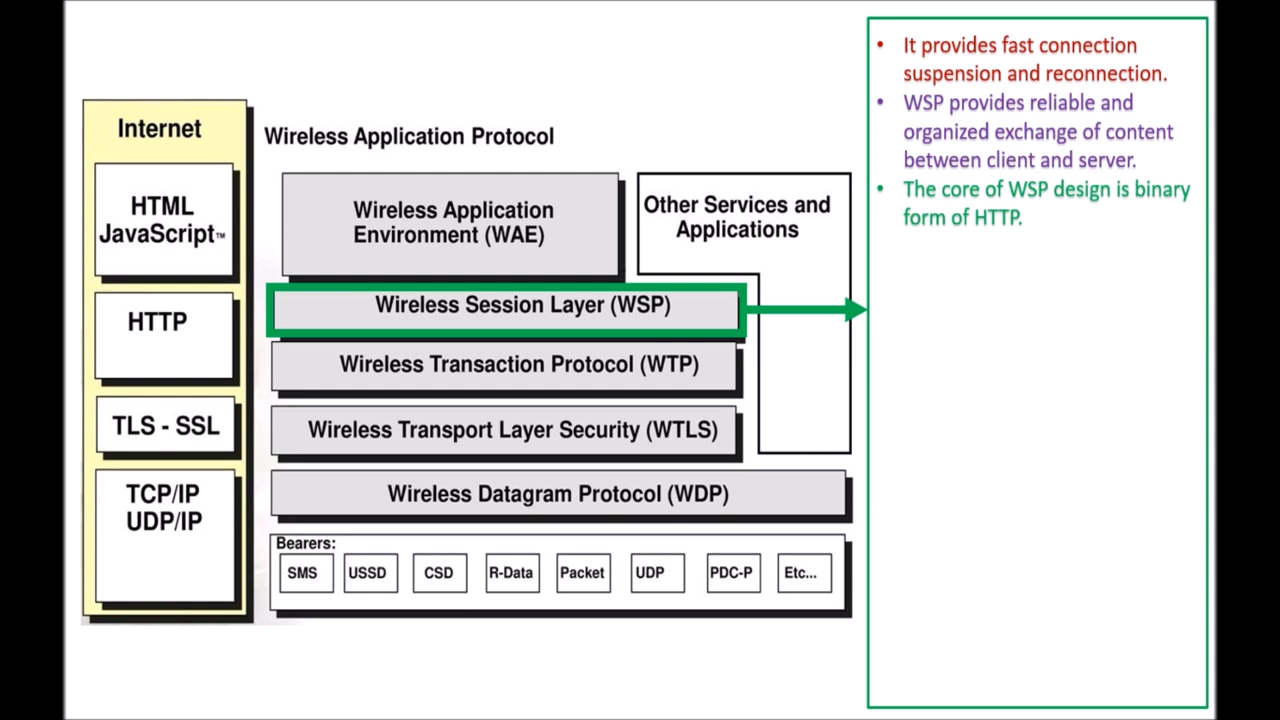 Internet
HTML
JavaScript™
HTTP
TLS - SSL
TCP/IP
UDP/IP
Wireless Application Protocol
Wireless Application
Environment (WAE)
Other Services and
Applications
Wireless Session Layer (WSP)
Wireless Transaction Protocol (WTP)
Wireless Transport Layer Security (WTLS)
Wireless Datagram Protocol (WDP)
Bearers:
SMS
USSD
CSD
R-Data
Packet
UDP
PDC-P
Etc...
• It provides fast connection
suspension and reconnection.
• WSP provides reliable and
organized exchange of content
between client and server.
• The core of WSP design is binary
form of HTTP.